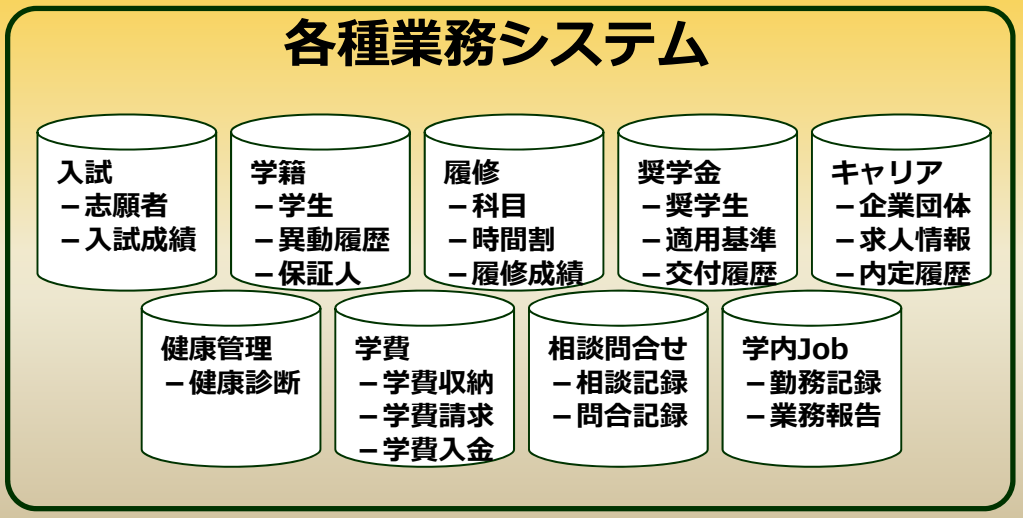 各種業務システム
入試
－志願者
－入試成績
学籍
－学生
－異動履歴
－保証人
履修
－科目
－時間割
－履修成績
奨学金
－奨学生
－適用基準
－交付履歴
キャリア
－企業団体
－求人情報
－内定履歴
健康管理
－健康診断
学費
－学費収納
－学費請求
－学費入金
相談問合せ
－相談記録
－問合記録
学内Job
－勤務記録
－業務報告